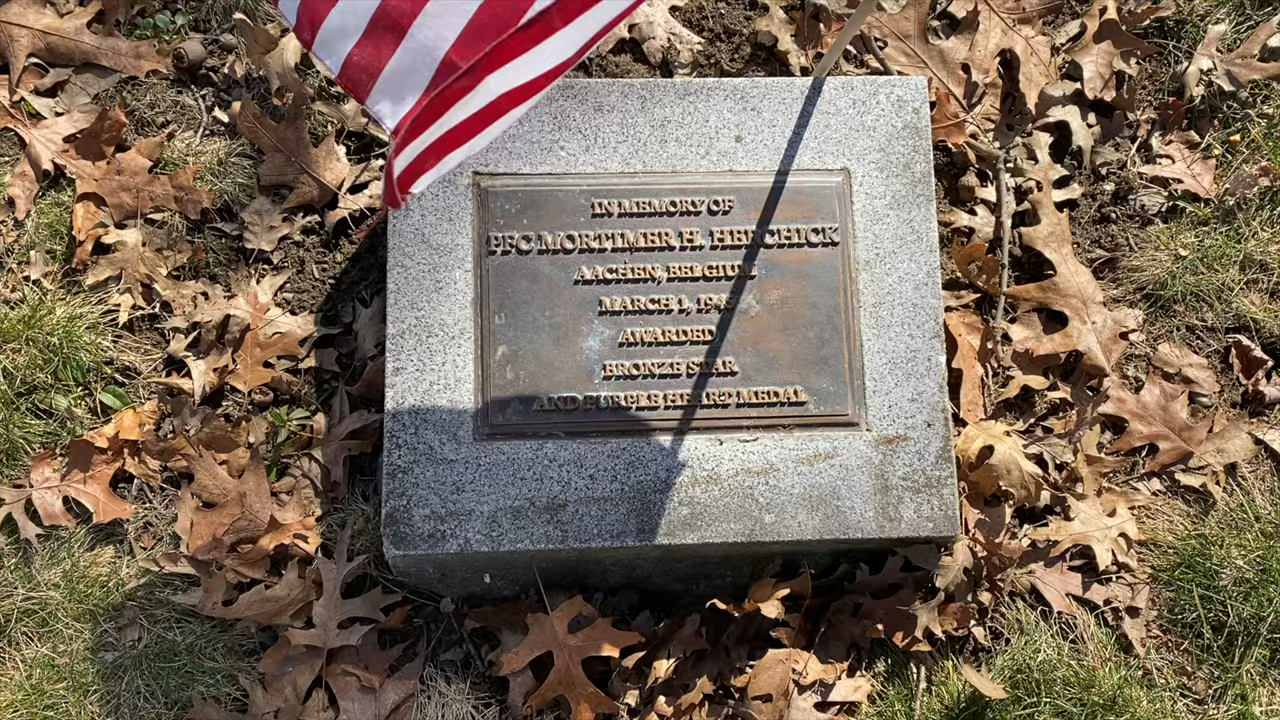 IN MEMORY OF
PFC MORTIMER H.
AACHEN, BELGIUM
MARCH 1,
AWARDED
BRONZE STAR
AND PURPLE HEART MEDAL